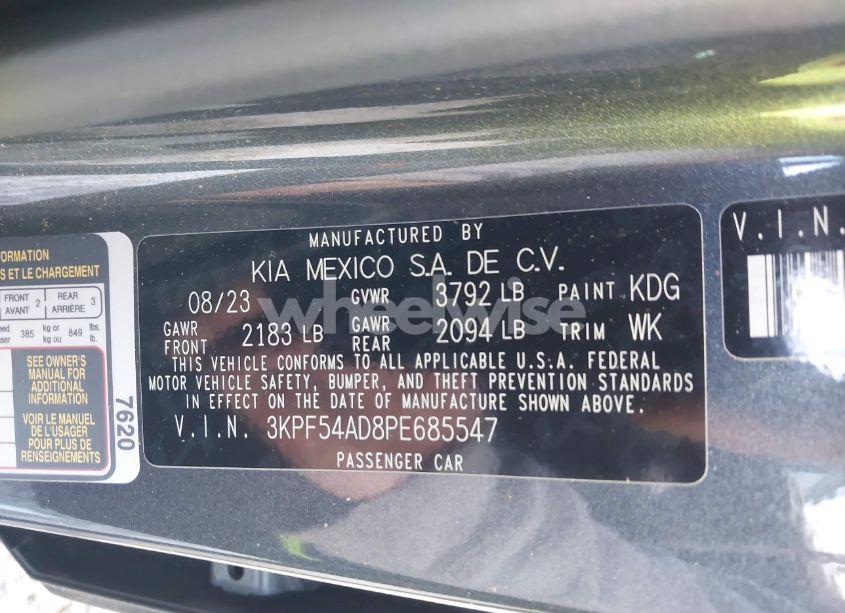 MANUFACTURED BY
KIA MEXICO S.A. DE C.V.
08/23 GVWR 3792 LB PAINT KDG
GAWR FRONT 2183 LB GAWR REAR 2094 LB TRIM WK
THIS VEHICLE CONFORMS TO ALL APPLICABLE U.S.A. FEDERAL
MOTOR VEHICLE SAFETY, BUMPER, AND THEFT PREVENTION STANDARDS
IN EFFECT ON THE DATE OF MANUFACTURE SHOWN ABOVE.
V.I.N. 3KPF54AD8PE685547
PASSENGER CAR
wheelwise
V.I.N.
ET LE CHARGEMENT
FRONT AVANT 2 REAR ARRIÈRE 3
385 kg or kg ou 849 lbs. lb.
SEE OWNER'S
MANUAL FOR
ADDITIONAL
INFORMATION
VOIR LE MANUEL
DE L'USAGER
POUR PLUS DE
RENSEIGNEMENTS
7620